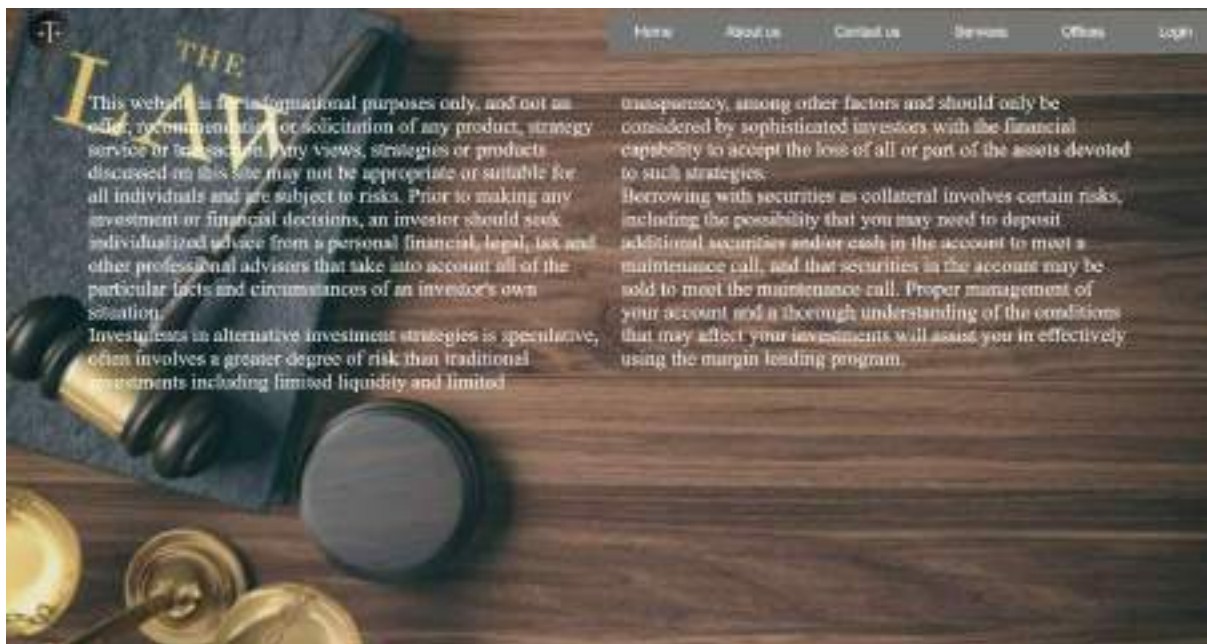 THE
LAW
Home About us Contact us Services Offices Login
This website is for informational purposes only, and not an
offer, recommendation or solicitation of any product, strategy
service or transaction. Any views, strategies or products
discussed on this site may not be appropriate or suitable for
all individuals and are subject to risks. Prior to making any
investment or financial decisions, an investor should seek
individualized advice from a personal financial, legal, tax and
other professional advisors that take into account all of the
particular facts and circumstances of an investor's own
situation.
Investments in alternative investment strategies is speculative,
often involves a greater degree of risk than traditional
investments including limited liquidity and limited
transparency, among other factors and should only be
considered by sophisticated investors with the financial
capability to accept the loss of all or part of the assets devoted
to such strategies.
Borrowing with securities as collateral involves certain risks,
including the possibility that you may need to deposit
additional securities and/or cash in the account to meet a
maintenance call, and that securities in the account may be
sold to meet the maintenance call. Proper management of
your account and a thorough understanding of the conditions
that may affect your investments will assist you in effectively
using the margin lending program.